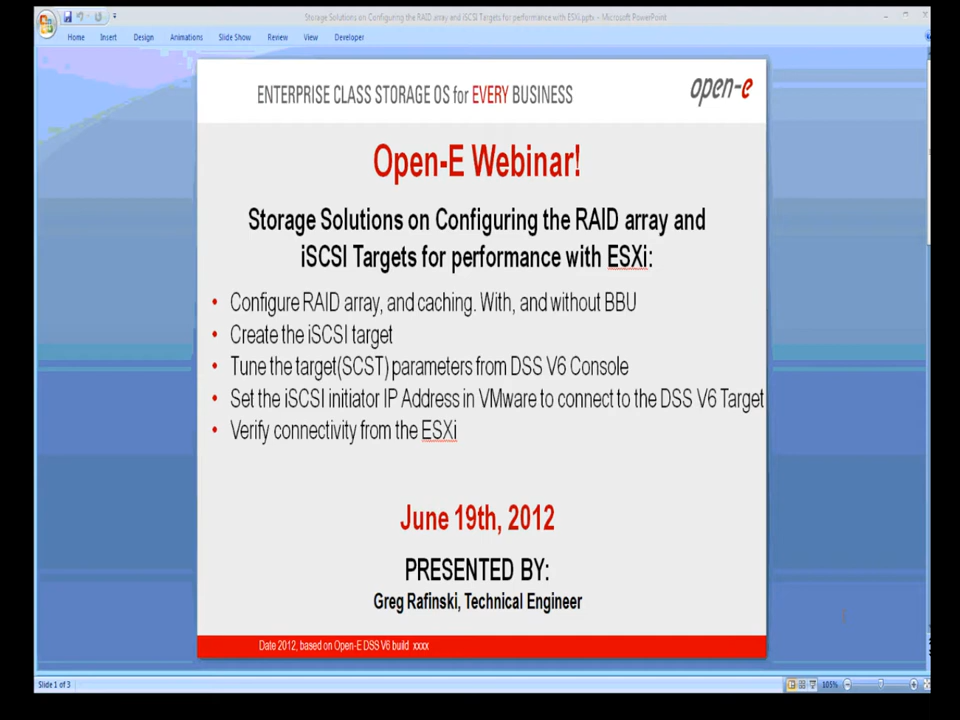 Storage Solutions on Configuring the RAID array and iSCSI Targets for performance with ESXi.pptx - Microsoft PowerPoint
Home Insert Design Animations Slide Show Review View Developer
ENTERPRISE CLASS STORAGE OS for EVERY BUSINESS
open-e
Open-E Webinar!
Storage Solutions on Configuring the RAID array and
iSCSI Targets for performance with ESXi:
• Configure RAID array, and caching. With, and without BBU
• Create the iSCSI target
• Tune the target(SCST) parameters from DSS V6 Console
• Set the iSCSI initiator IP Address in VMware to connect to the DSS V6 Target
• Verify connectivity from the ESXi
June 19th, 2012
PRESENTED BY:
Greg Rafinski, Technical Engineer
Date 2012, based on Open-E DSS V6 build xxxx
Slide 1 of 3
105%